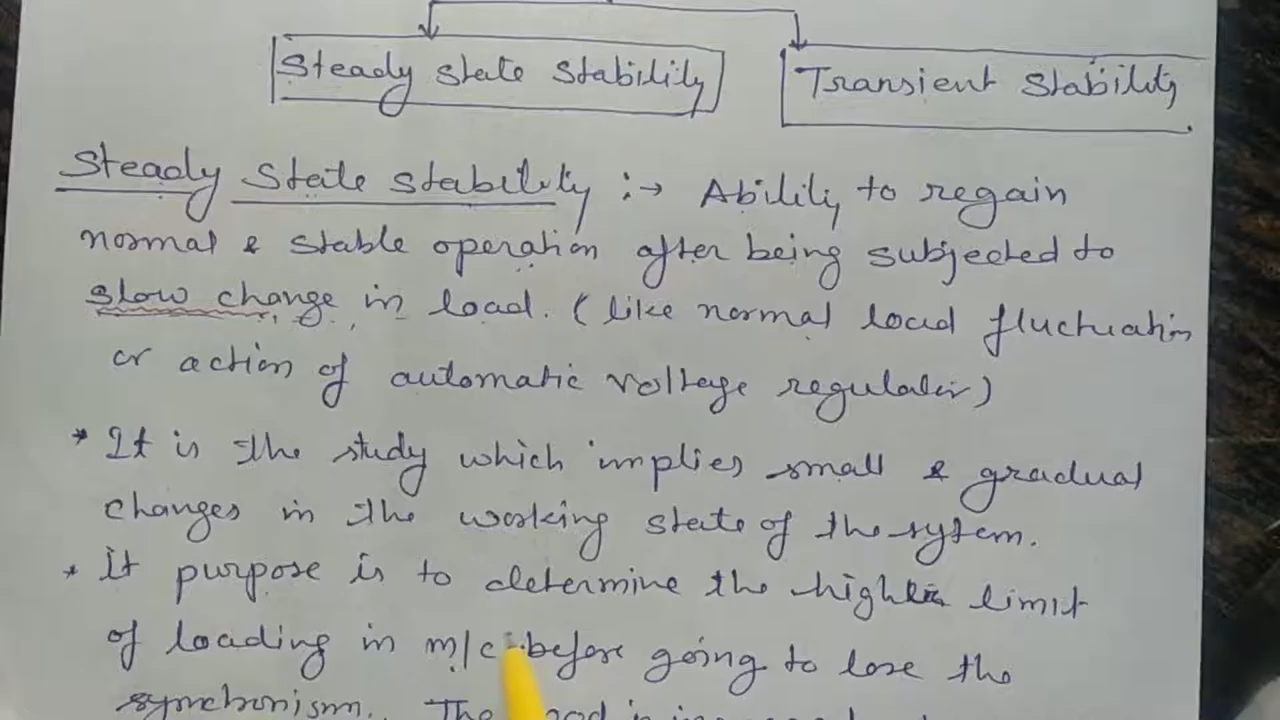 Steady state stability
Transient stability
Steady state stability :→ Ability to regain
normal & stable operation after being subjected to
slow change in load. (like normal load fluctuation
or action of automatic voltage regulator)
* It is the study which implies small & gradual
changes in the working state of the system.
* It purpose is to determine the higher limit
of loading in m/c before going to lose the
synchronism. The